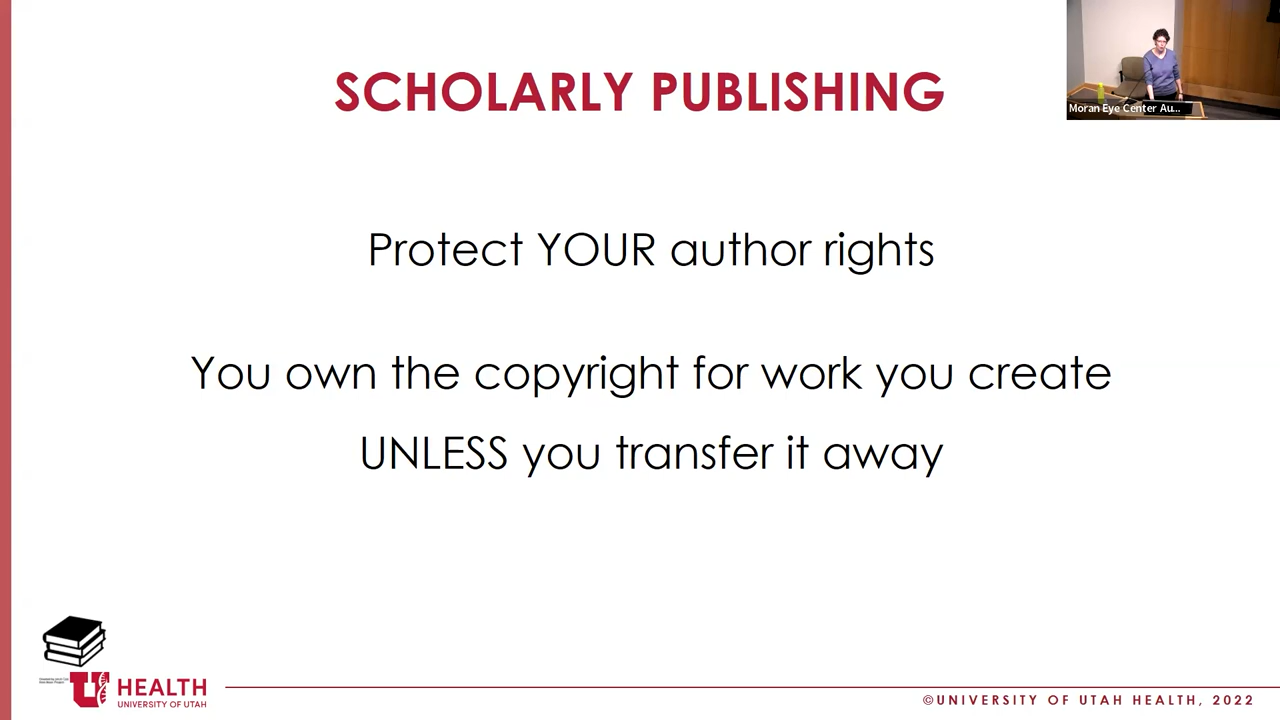 SCHOLARLY PUBLISHING
Moran Eye Center Au...
Protect YOUR author rights
You own the copyright for work you create
UNLESS you transfer it away
U HEALTH
UNIVERSITY OF UTAH
©UNIVERSITY OF UTAH HEALTH, 2022